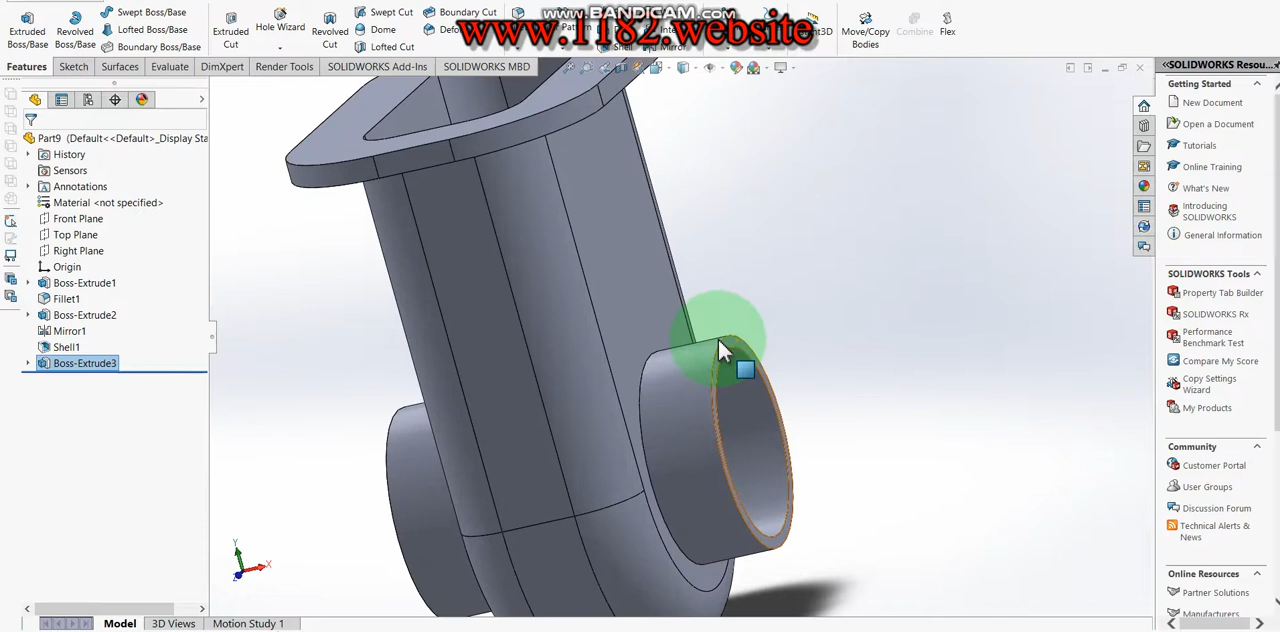 www.BANDICAM.com
www.1182.website
Extruded Boss/Base
Revolved Boss/Base
Swept Boss/Base
Lofted Boss/Base
Boundary Boss/Base
Extruded Cut
Hole Wizard
Revolved Cut
Swept Cut
Dome
Lofted Cut
Boundary Cut
Shell
Mirror
Move/Copy Bodies
Combine
Flex
Features
Sketch
Surfaces
Evaluate
DimXpert
Render Tools
SOLIDWORKS Add-Ins
SOLIDWORKS MBD
Part9 (Default<<Default>_Display Sta
History
Sensors
Annotations
Material <not specified>
Front Plane
Top Plane
Right Plane
Origin
Boss-Extrude1
Fillet1
Boss-Extrude2
Mirror1
Shell1
Boss-Extrude3
Y
X
Z
Model
3D Views
Motion Study 1
SOLIDWORKS Resou...
Getting Started
New Document
Open a Document
Tutorials
Online Training
What's New
Introducing SOLIDWORKS
General Information
SOLIDWORKS Tools
Property Tab Builder
SOLIDWORKS Rx
Performance Benchmark Test
Compare My Score
Copy Settings Wizard
My Products
Community
Customer Portal
User Groups
Discussion Forum
Technical Alerts & News
Online Resources
Partner Solutions
Manufacturers